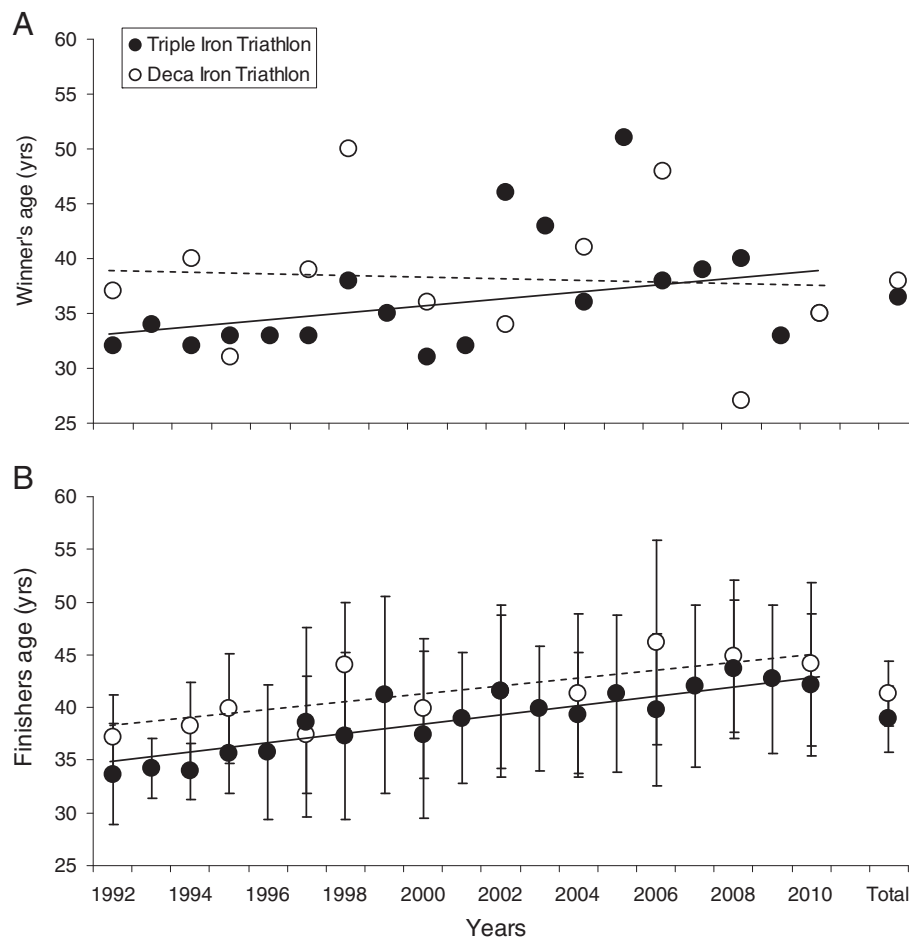 A
60
55
50
45
40
35
30
25
Winner's age (yrs)
Triple Iron Triathlon
Deca Iron Triathlon
B
60
55
50
45
40
35
30
25
Finishers age (yrs)
1992 1994 1996 1998 2000 2002 2004 2006 2008 2010 Total
Years